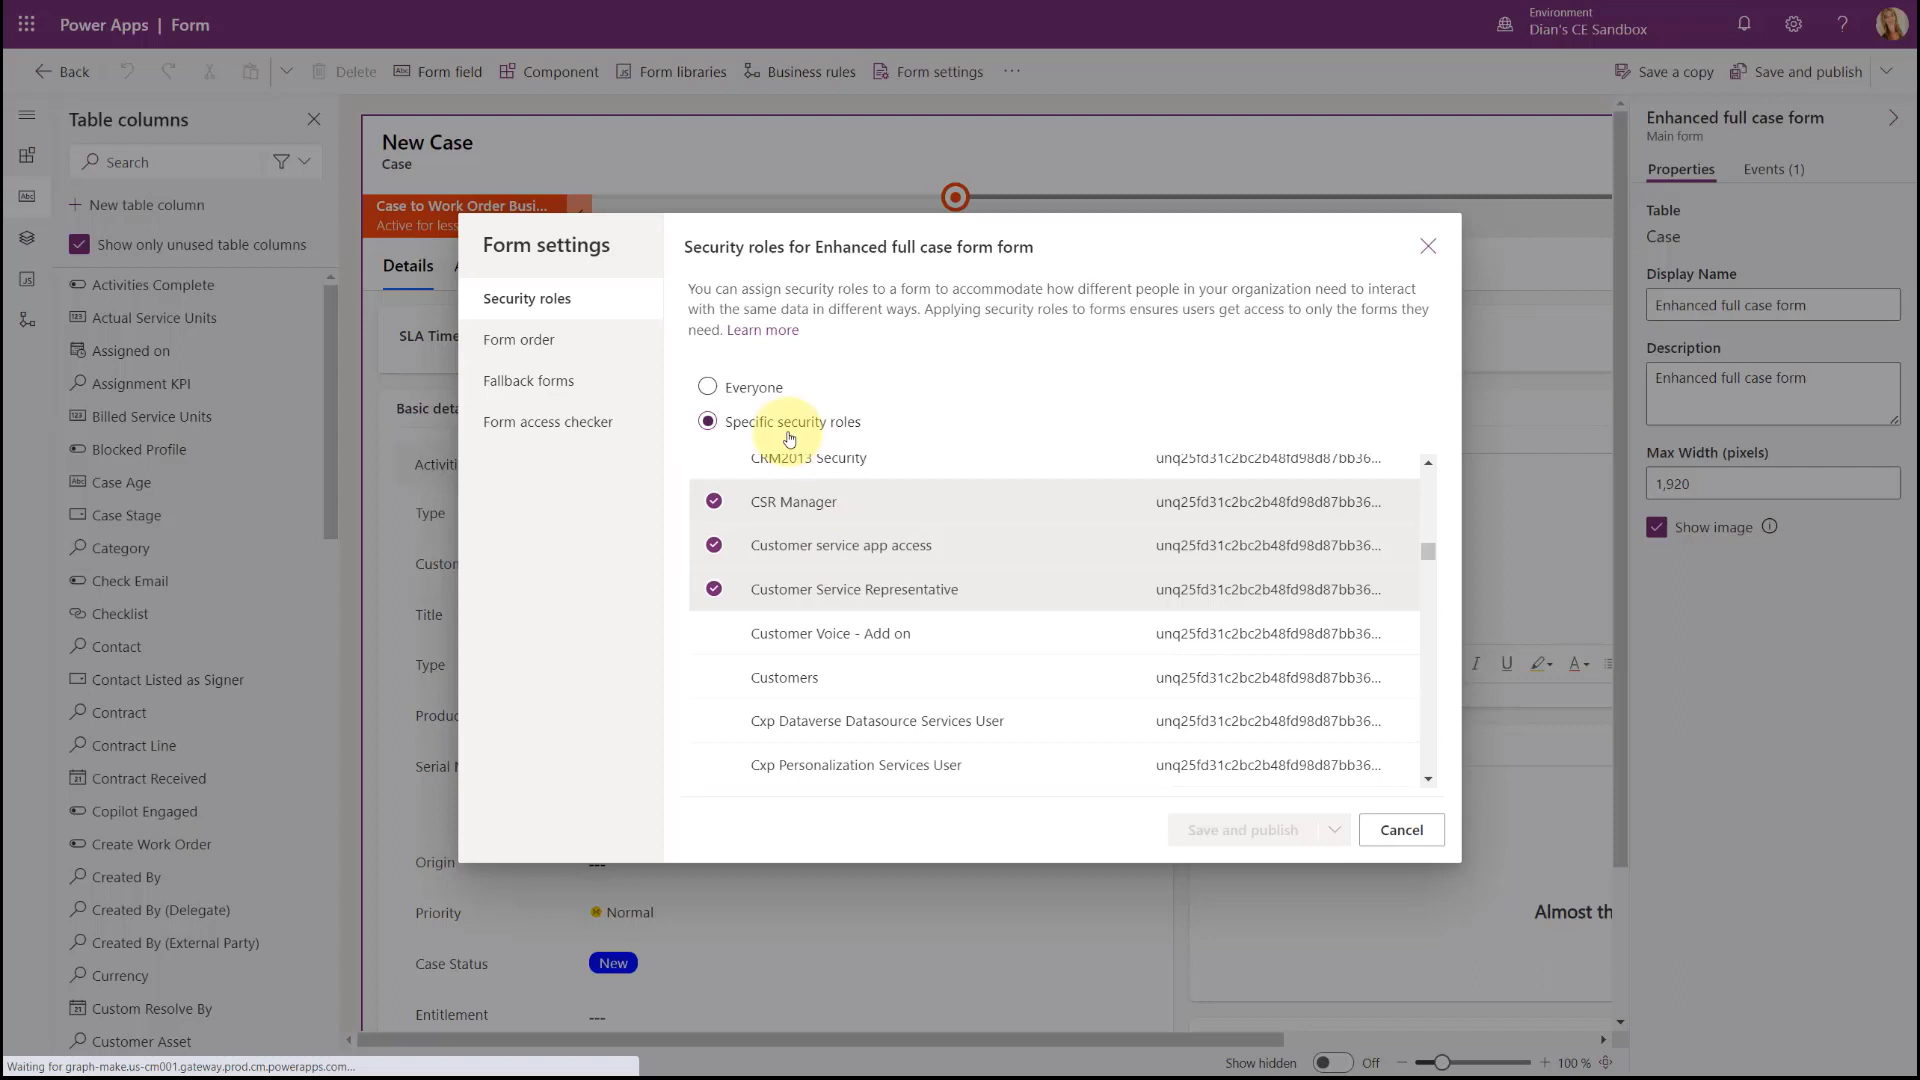 Power Apps | Form
Environment
Dian's CE Sandbox
Back
Delete
Form field
Component
Form libraries
Business rules
Form settings
Save a copy
Save and publish
Table columns
Search
New table column
Show only unused table columns
Activities Complete
Actual Service Units
Assigned on
Assignment KPI
Billed Service Units
Blocked Profile
Case Age
Case Stage
Category
Check Email
Checklist
Contact
Contact Listed as Signer
Contract
Contract Line
Contract Received
Copilot Engaged
Create Work Order
Created By
Created By (Delegate)
Created By (External Party)
Currency
Custom Resolve By
Customer Asset
Waiting for graph-make.us-cm001.gateway.prod.cm.powerapps.com...
New Case
Case
Case to Work Order Busi...
Active for less
Details
SLA Time
Basic deta
Activiti
Type
Custom
Title
Type
Produc
Serial
Origin
---
Priority
Normal
Case Status
New
Entitlement
---
Form settings
Security roles
Form order
Fallback forms
Form access checker
Security roles for Enhanced full case form form
You can assign security roles to a form to accommodate how different people in your organization need to interact
with the same data in different ways. Applying security roles to forms ensures users get access to only the forms they
need. Learn more
Everyone
Specific security roles
CRM2013 Security unq25fd31c2bc2b48fd98d87bb36...
CSR Manager unq25fd31c2bc2b48fd98d87bb36...
Customer service app access unq25fd31c2bc2b48fd98d87bb36...
Customer Service Representative unq25fd31c2bc2b48fd98d87bb36...
Customer Voice - Add on unq25fd31c2bc2b48fd98d87bb36...
Customers unq25fd31c2bc2b48fd98d87bb36...
Cxp Dataverse Datasource Services User unq25fd31c2bc2b48fd98d87bb36...
Cxp Personalization Services User unq25fd31c2bc2b48fd98d87bb36...
Save and publish
Cancel
Almost th
Show hidden
Off
100 %
Enhanced full case form
Main form
Properties
Events (1)
Table
Case
Display Name
Enhanced full case form
Description
Enhanced full case form
Max Width (pixels)
1,920
Show image